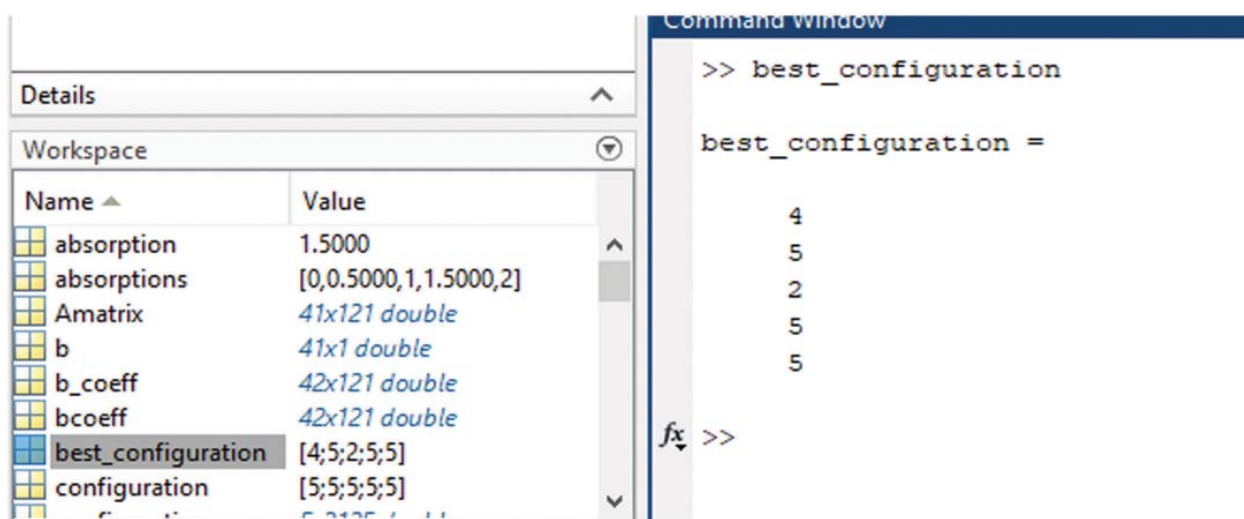 Details
Workspace
Name Value
absorption 1.5000
absorptions [0,0.5000,1,1.5000,2]
Amatrix 41x121 double
b 41x1 double
b_coeff 42x121 double
bcoeff 42x121 double
best_configuration [4;5;2;5;5]
configuration [5;5;5;5;5]
Command Window
>> best_configuration
best_configuration =
4
5
2
5
5
fx >>